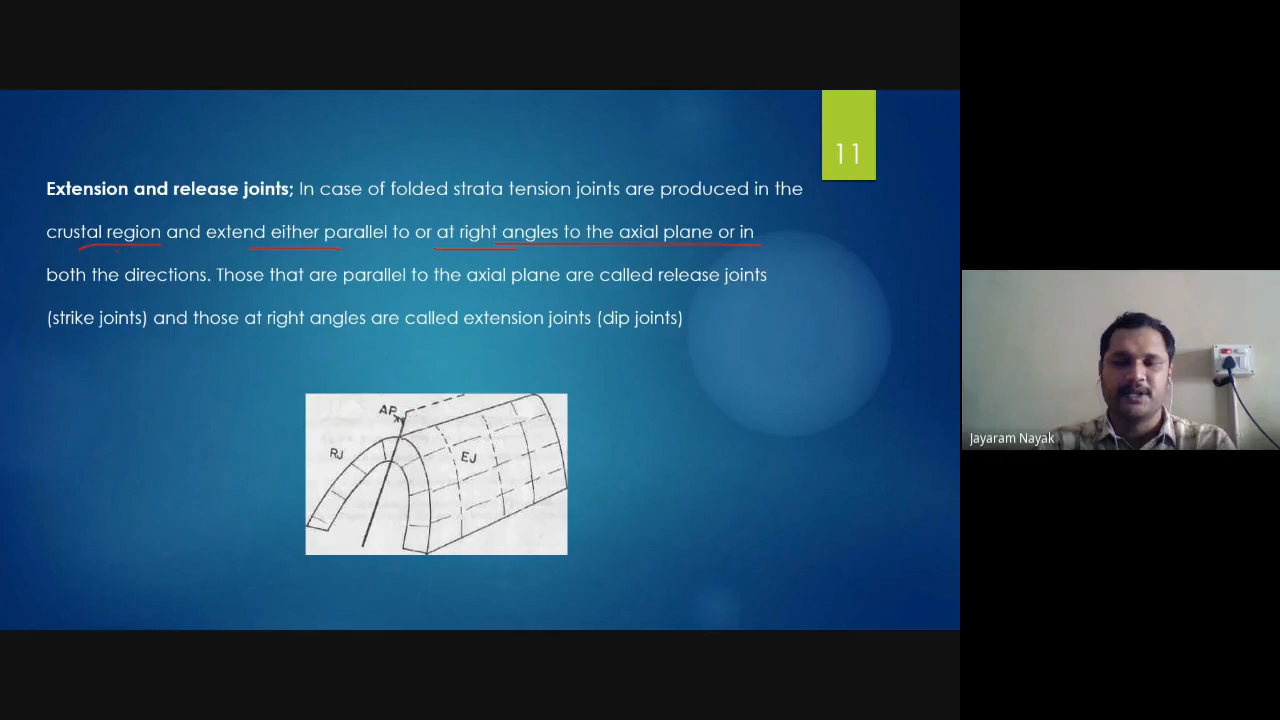 11
Extension and release joints; In case of folded strata tension joints are produced in the
crustal region and extend either parallel to or at right angles to the axial plane or in
both the directions. Those that are parallel to the axial plane are called release joints
(strike joints) and those at right angles are called extension joints (dip joints)
AP
RJ
EJ
Jayaram Nayak